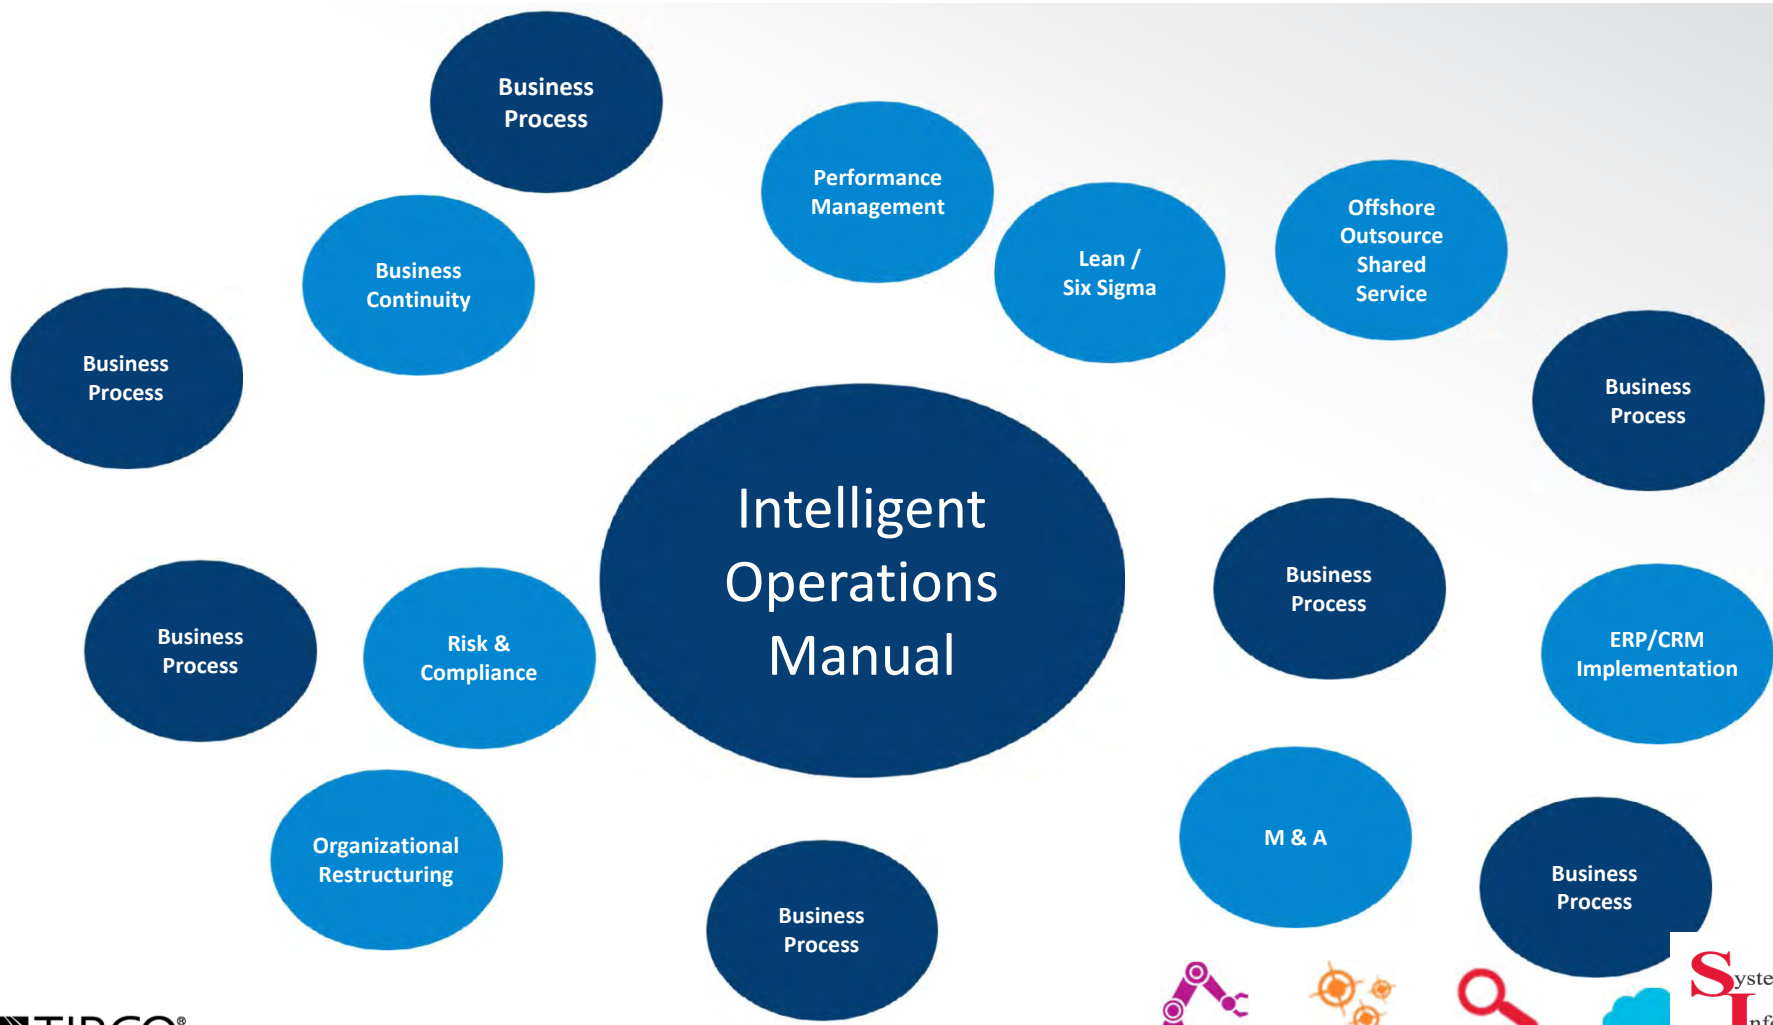 Business
Process
Performance
Management
Offshore
Outsource
Shared
Service
Lean /
Six Sigma
Business
Continuity
Business
Process
Business
Process
Intelligent
Operations
Manual
Business
Process
Business
Process
Risk &
Compliance
ERP/CRM
Implementation
M & A
Organizational
Restructuring
Business
Process
Business
Process
TIBCO®